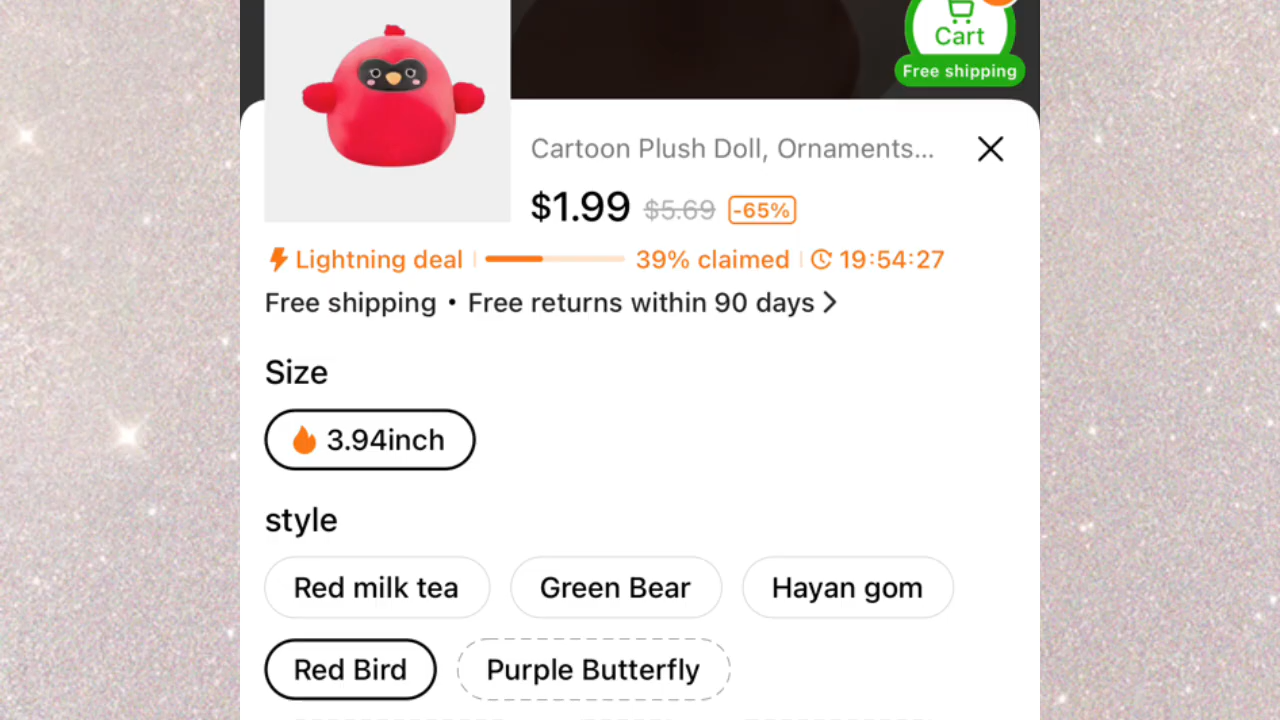 Cart
Free shipping
Cartoon Plush Doll, Ornaments...
$1.99 $5.69 -65%
Lightning deal 39% claimed 19:54:27
Free shipping • Free returns within 90 days
Size
3.94inch
style
Red milk tea Green Bear Hayan gom
Red Bird Purple Butterfly